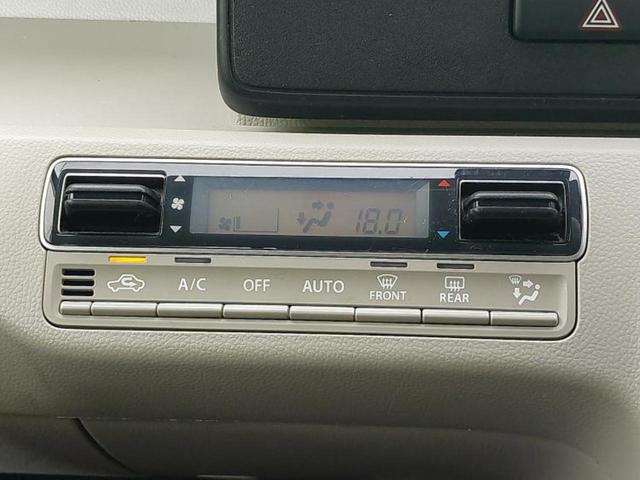 18.0
A/C OFF AUTO FRONT REAR